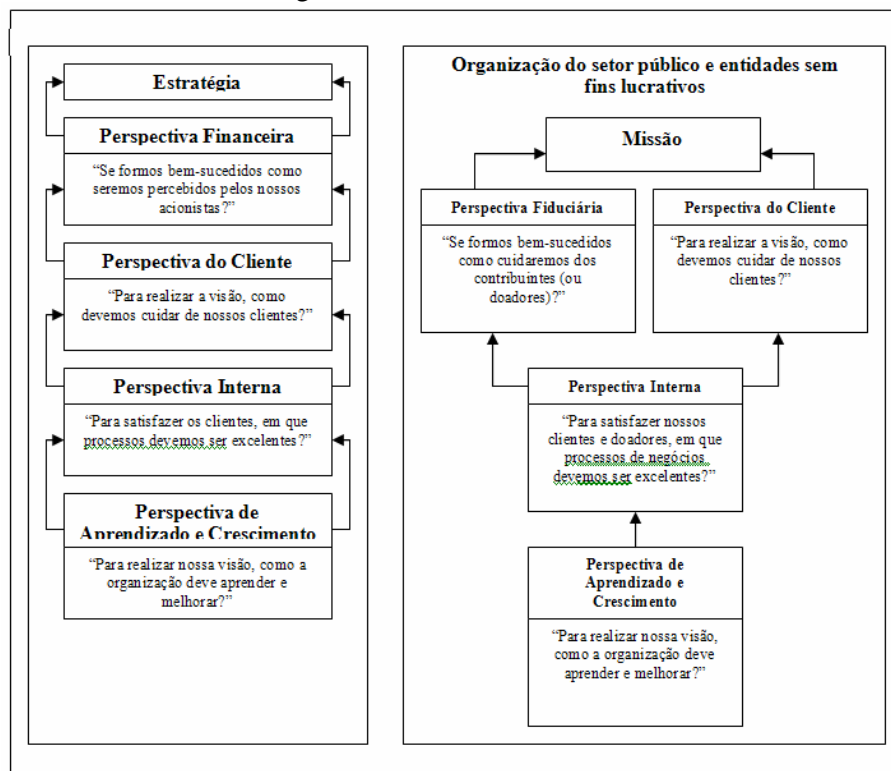 Estratégia
Perspectiva Financeira
“Se formos bem-sucedidos como
seremos percebidos pelos nossos
acionistas?”
Perspectiva do Cliente
“Para realizar a visão, como
devemos cuidar de nossos clientes?”
Perspectiva Interna
“Para satisfazer os clientes, em que
processos devemos ser excelentes?”
Perspectiva de
Aprendizado e Crescimento
“Para realizar nossa visão, como a
organização deve aprender e
melhorar?”
Organização do setor público e entidades sem
fins lucrativos
Missão
Perspectiva Fiduciária
“Se formos bem-sucedidos
como cuidaremos dos
contribuintes (ou
doadores)?”
Perspectiva do Cliente
“Para realizar a visão, como
devemos cuidar de nossos
clientes?”
Perspectiva Interna
“Para satisfazer nossos
clientes e doadores, em que
processos de negócios
devemos ser excelentes?”
Perspectiva de
Aprendizado e
Crescimento
“Para realizar nossa visão,
como a organização deve
aprender e melhorar?”